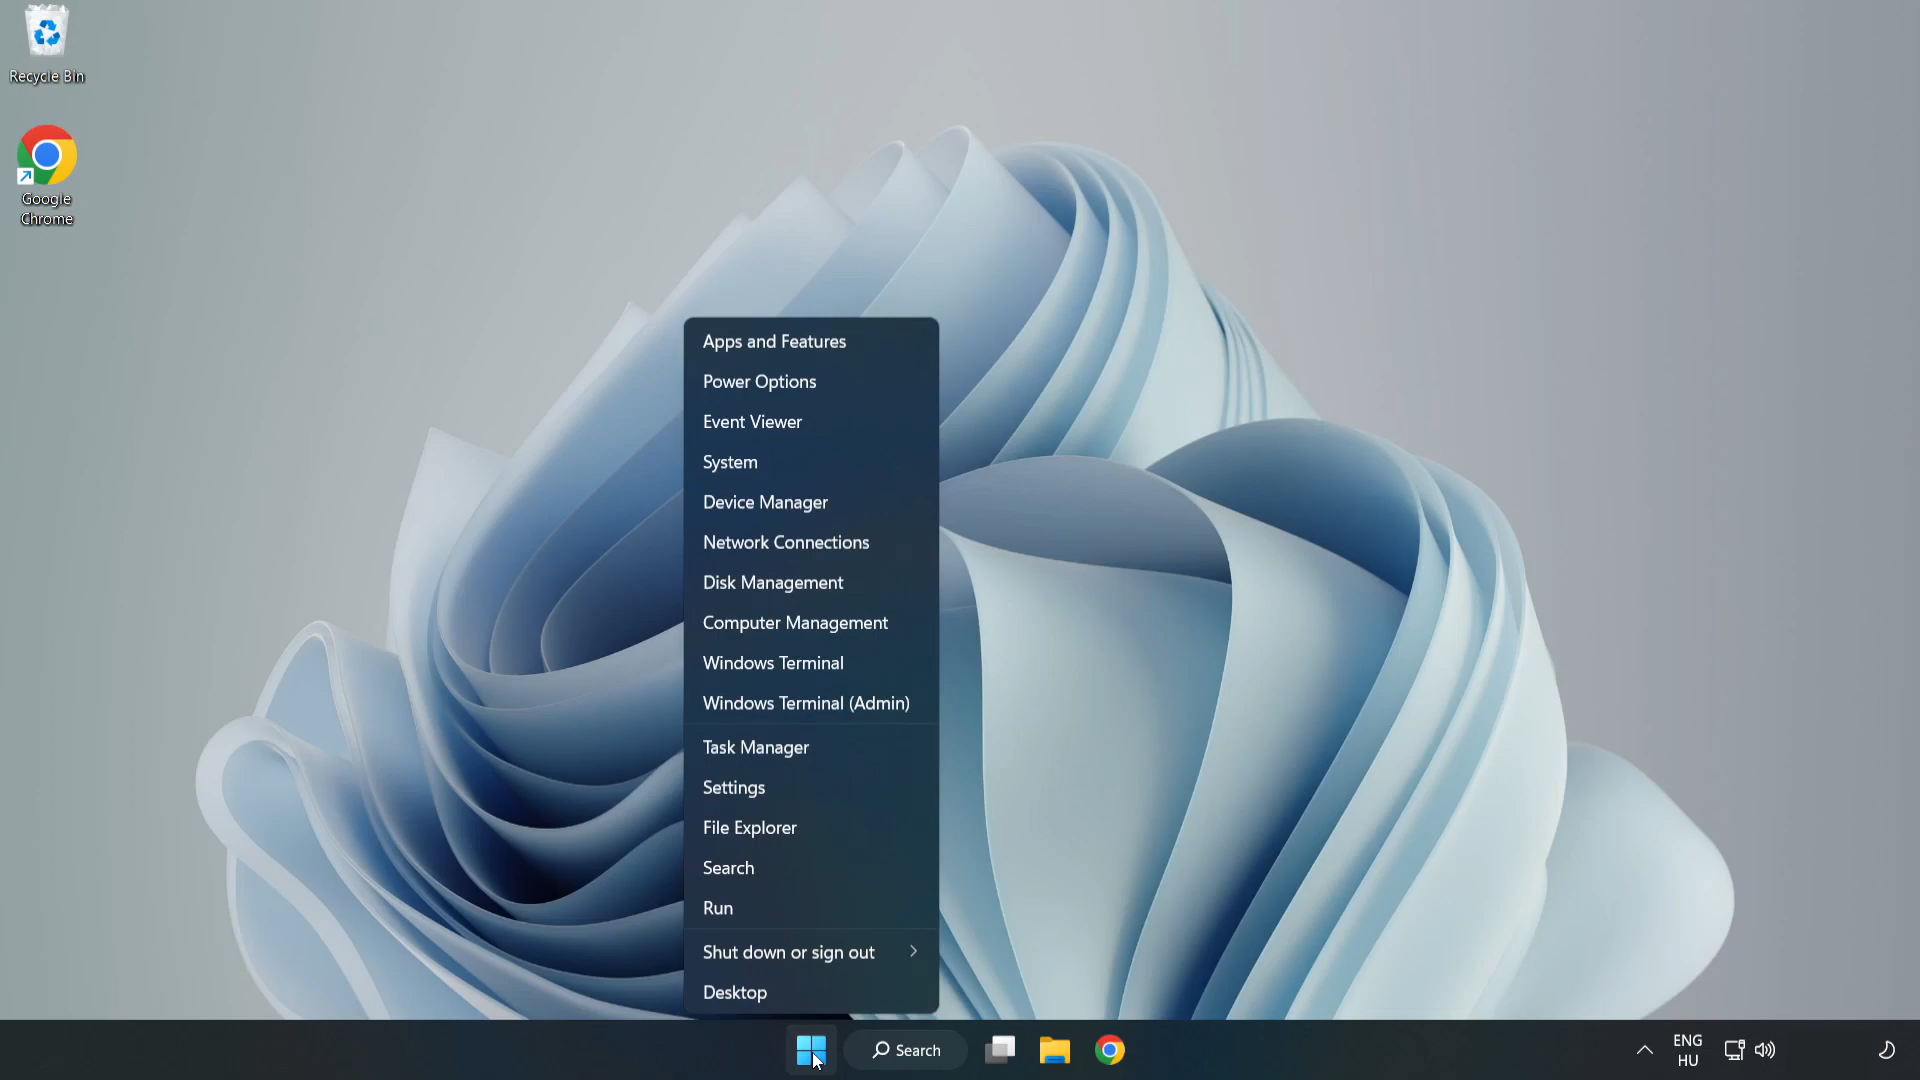 Recycle Bin
Google
Chrome
Apps and Features
Power Options
Event Viewer
System
Device Manager
Network Connections
Disk Management
Computer Management
Windows Terminal
Windows Terminal (Admin)
Task Manager
Settings
File Explorer
Search
Run
Shut down or sign out
Desktop
Search
ENG
HU